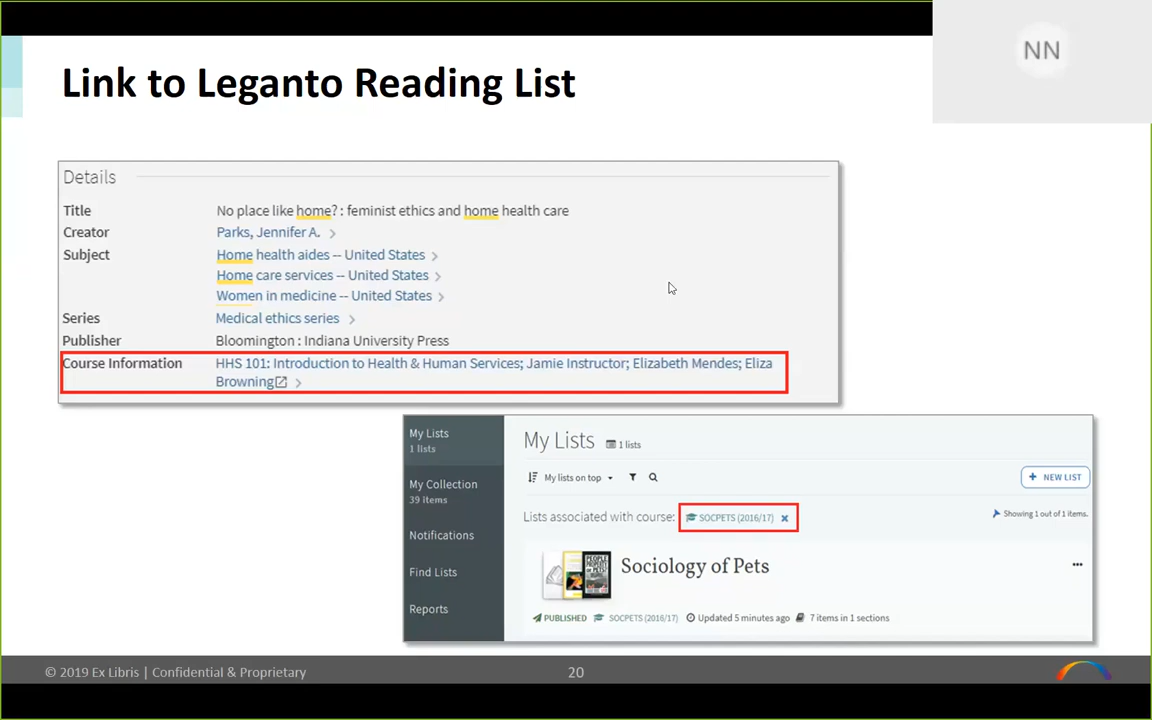 NN
Link to Leganto Reading List
Details
Title No place like home? : feminist ethics and home health care
Creator Parks, Jennifer A.
Subject Home health aides -- United States
Home care services -- United States
Women in medicine -- United States
Series Medical ethics series
Publisher Bloomington : Indiana University Press
Course Information HHS 101: Introduction to Health & Human Services; Jamie Instructor; Elizabeth Mendes; Eliza
Browning
My Lists
1 lists
My Collection
39 items
Notifications
Find Lists
Reports
My Lists 1 lists
My lists on top
+ NEW LIST
Lists associated with course: SOCPETS (2016/17) x
Showing 1 out of 1 items.
PEOPLE PROPERTY OR PETS?
Sociology of Pets
PUBLISHED SOCPETS (2016/17) Updated 5 minutes ago 7 items in 1 sections
© 2019 Ex Libris | Confidential & Proprietary
20